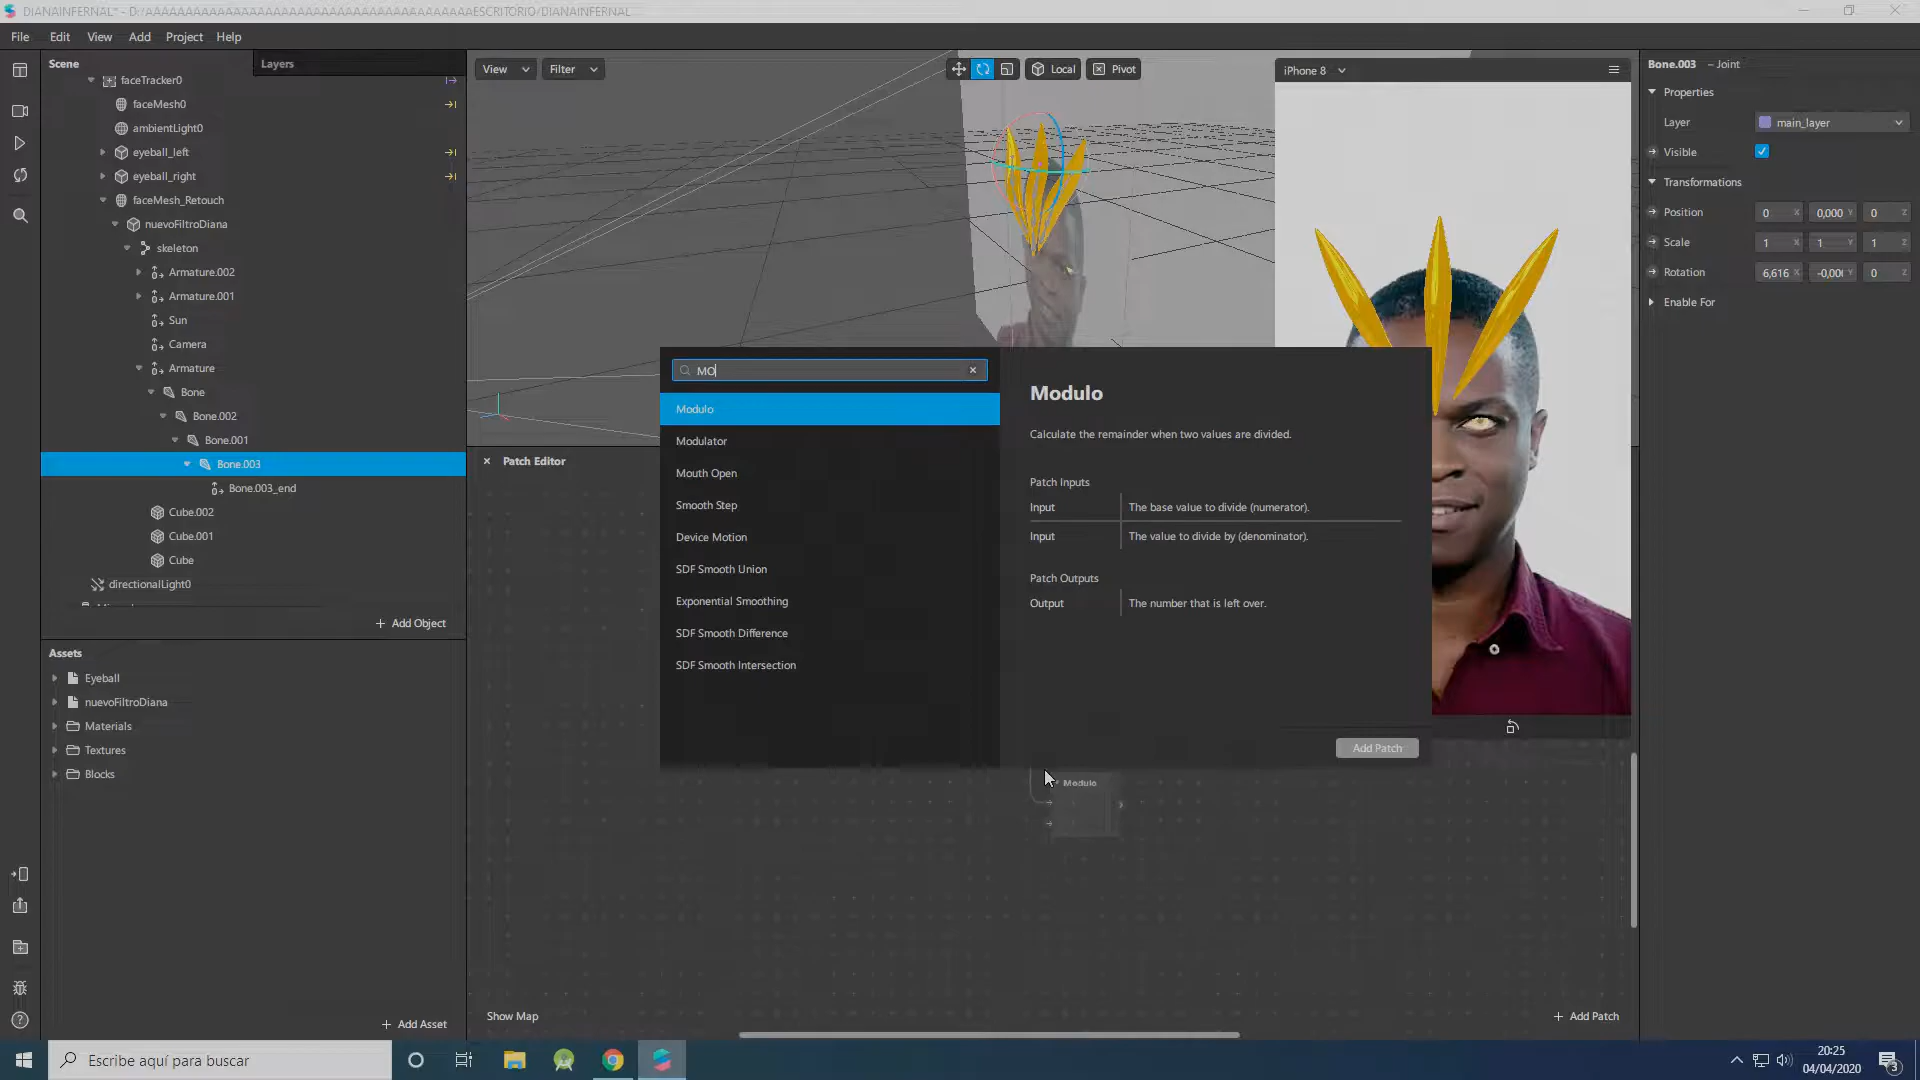 DIANAINFERNAL* - D:/AAAAAAAAAAAAAAAAAAAAAAAAAAAAAAAAAAAAAAESCRITORIO/DIANAINFERNAL
File Edit View Add Project Help
Scene
Layers
faceTracker0
faceMesh0
ambientLight0
eyeball_left
eyeball_right
faceMesh_Retouch
nuevoFiltroDiana
skeleton
Armature.002
Armature.001
Sun
Camera
Armature
Bone
Bone.002
Bone.001
Bone.003
Bone.003_end
Cube.002
Cube.001
Cube
directionalLight0
+ Add Object
Assets
Eyeball
nuevoFiltroDiana
Materials
Textures
Blocks
+ Add Asset
View
Filter
Local
Pivot
iPhone 8
Patch Editor
MO
Modulo
Modulator
Mouth Open
Smooth Step
Device Motion
SDF Smooth Union
Exponential Smoothing
SDF Smooth Difference
SDF Smooth Intersection
Modulo
Calculate the remainder when two values are divided.
Patch Inputs
Input The base value to divide (numerator).
Input The value to divide by (denominator).
Patch Outputs
Output The number that is left over.
Add Patch
Modulo
Show Map
+ Add Patch
Bone.003 – Joint
Properties
Layer main_layer
Visible
Transformations
Position 0 X 0,000 Y 0 Z
Scale 1 X 1 Y 1 Z
Rotation 6,616 X -0,00 Y 0 Z
Enable For
Escribe aquí para buscar
20:25
04/04/2020
3